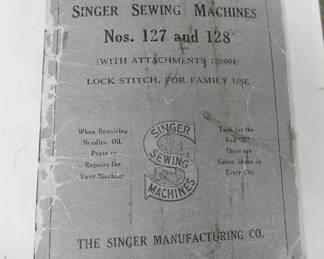 SINGER SEWING MACHINES
Nos. 127 and 128
(WITH ATTACHMENTS 120604)
LOCK STITCH, FOR FAMILY USE
When Requiring
Needles, Oil,
Parts or
Repairs for
Your Machine
SINGER
SEWING
MACHINES
Look for the
Red "S"
There are
Singer Shops in
Every City
THE SINGER MANUFACTURING CO.